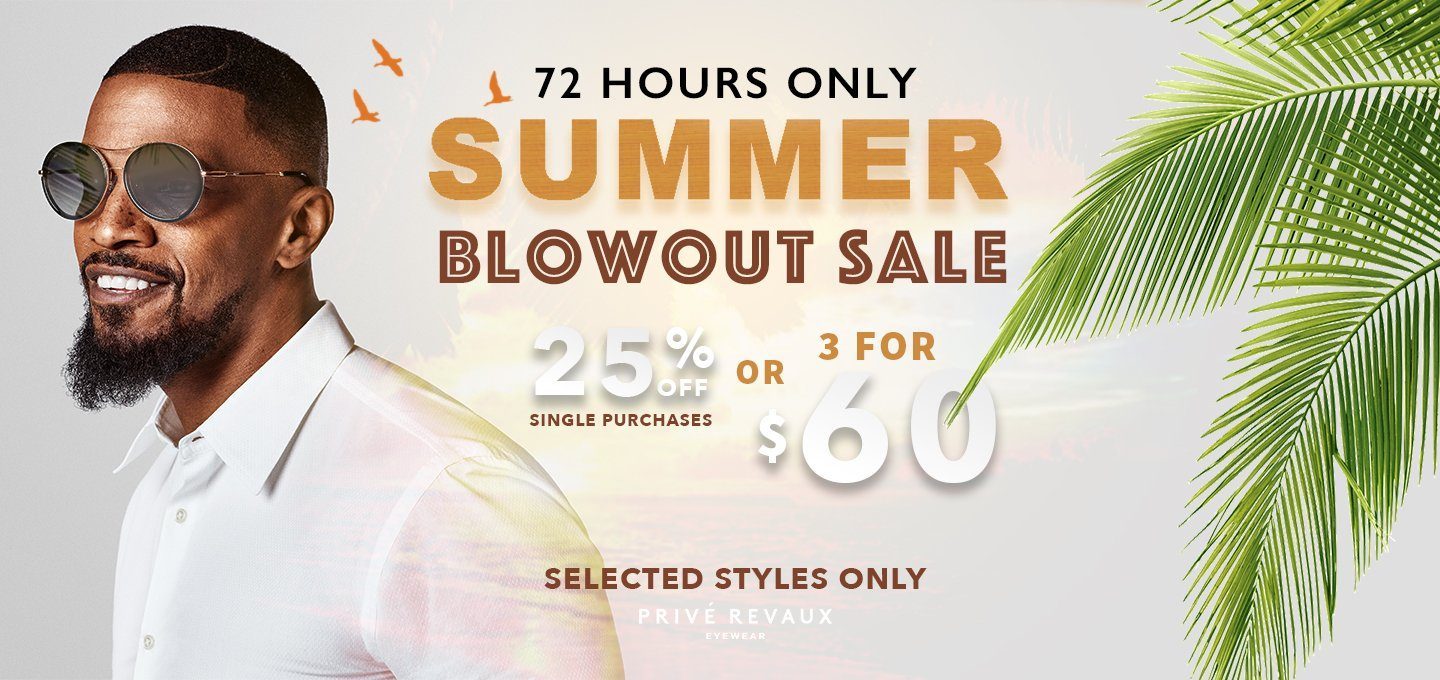 72 HOURS ONLY
SUMMER
BLOWOUT SALE
25% OFF
SINGLE PURCHASES
OR
3 FOR
$60
SELECTED STYLES ONLY
PRIVÉ REVAUX
EYEWEAR